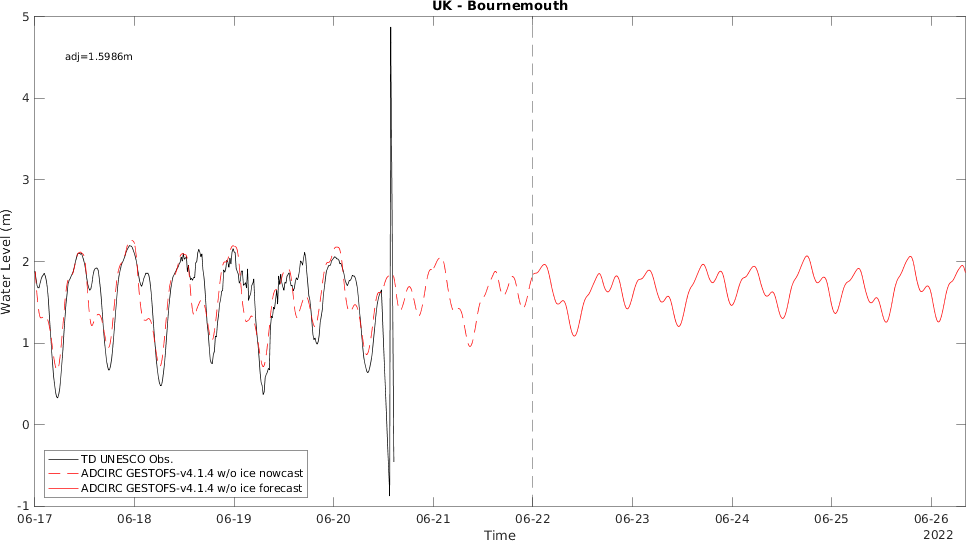 UK - Bournemouth
adj=1.5986m
Water Level (m)
5
4
3
2
1
0
-1
TD UNESCO Obs.
ADCIRC GESTOFS-v4.1.4 w/o ice nowcast
ADCIRC GESTOFS-v4.1.4 w/o ice forecast
06-17 06-18 06-19 06-20 06-21 06-22 06-23 06-24 06-25 06-26
Time
2022